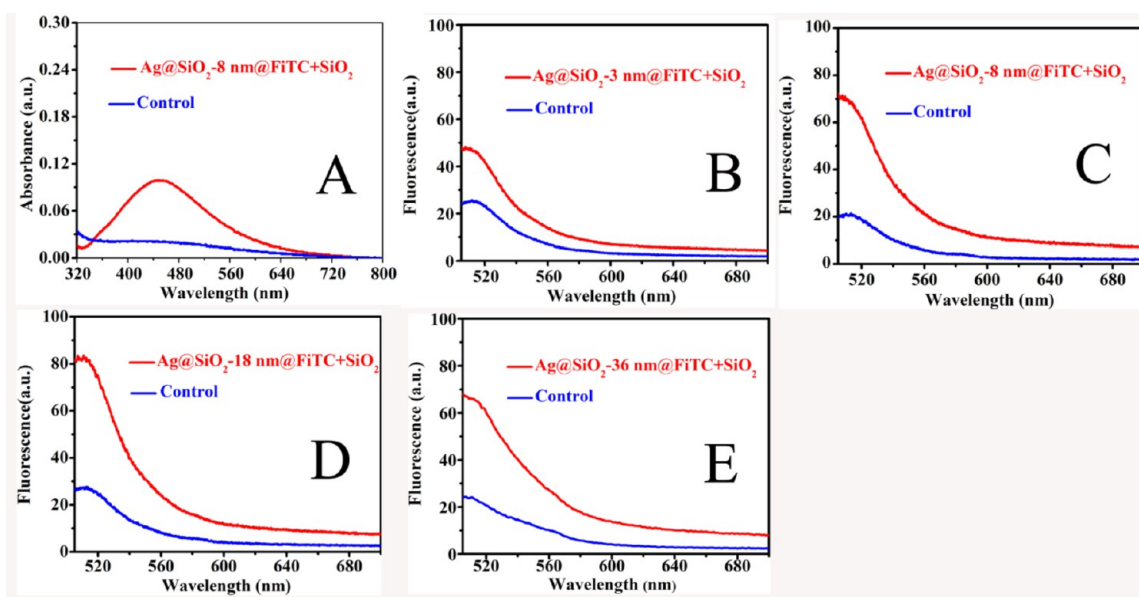 0.30
0.24
0.18
0.12
0.06
0.00
Absorbance (a.u.)
Ag@SiO₂-8 nm@FiTC+SiO₂
Control
A
320 400 480 560 640 720 800
Wavelength (nm)
100
80
60
40
20
0
Fluorescence(a.u.)
Ag@SiO₂-3 nm@FiTC+SiO₂
Control
B
520 560 600 640 680
Wavelength (nm)
100
80
60
40
20
0
Fluorescence(a.u.)
Ag@SiO₂-8 nm@FiTC+SiO₂
Control
C
520 560 600 640 680
Wavelength (nm)
100
80
60
40
20
0
Fluorescence(a.u.)
Ag@SiO₂-18 nm@FiTC+SiO₂
Control
D
520 560 600 640 680
Wavelength (nm)
100
80
60
40
20
0
Fluorescence (a.u.)
Ag@SiO₂-36 nm@FiTC+SiO₂
Control
E
520 560 600 640 680
Wavelength (nm)